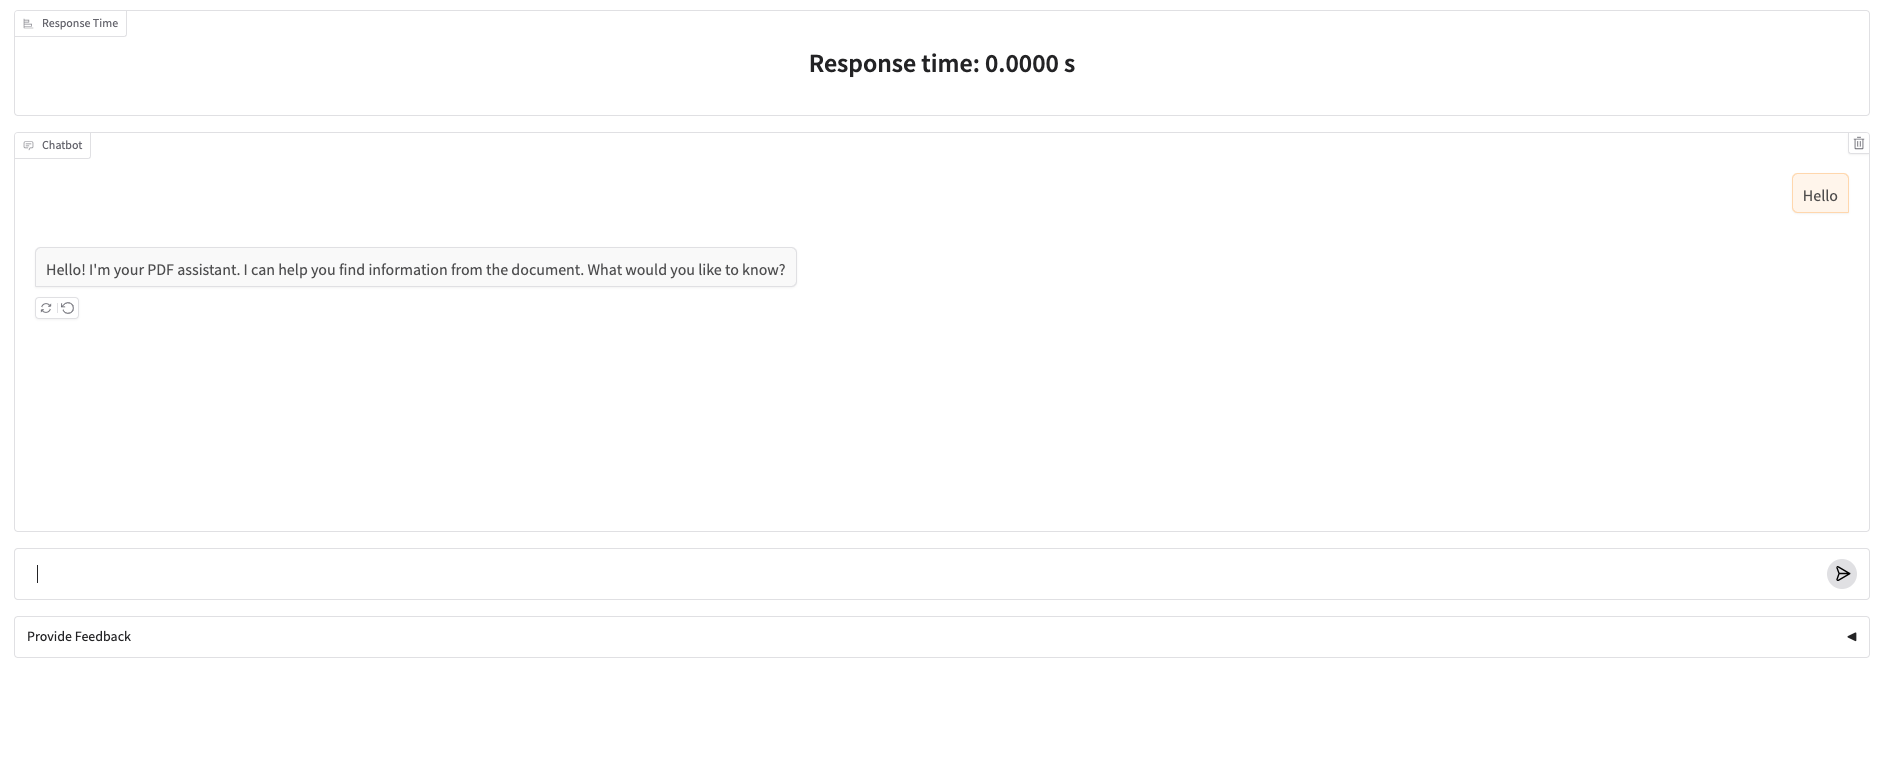 Response Time
Response time: 0.0000 s
Chatbot
Hello
Hello! I'm your PDF assistant. I can help you find information from the document. What would you like to know?
Provide Feedback